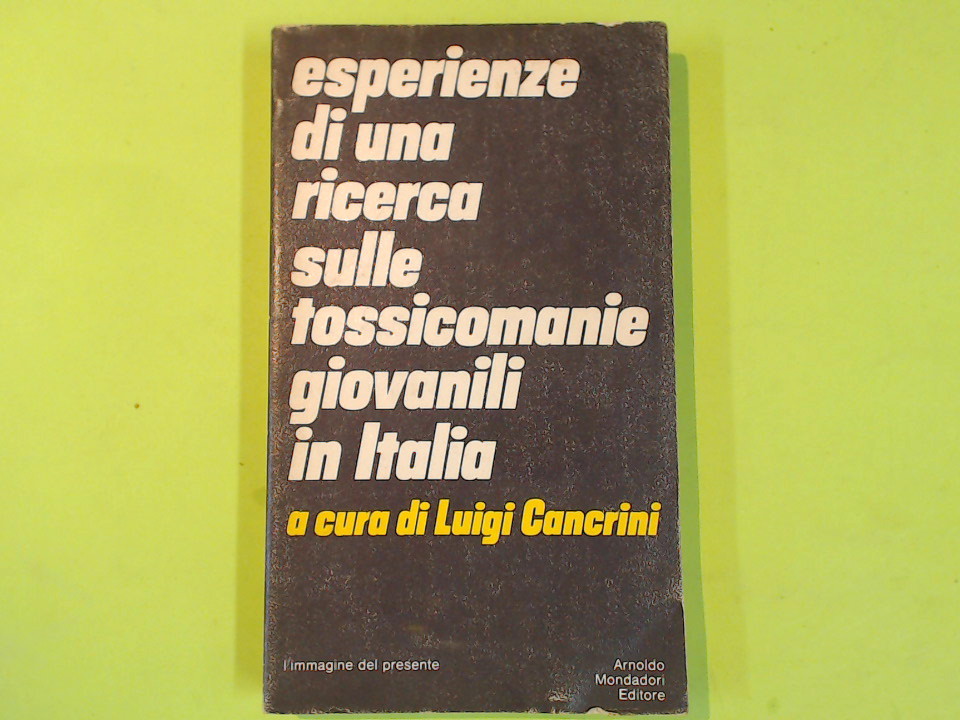 esperienze
di una
ricerca
sulle
tossicomanie
giovanili
in Italia
a cura di Luigi Cancrini
l'immagine del presente
Arnoldo
Mondadori
Editore